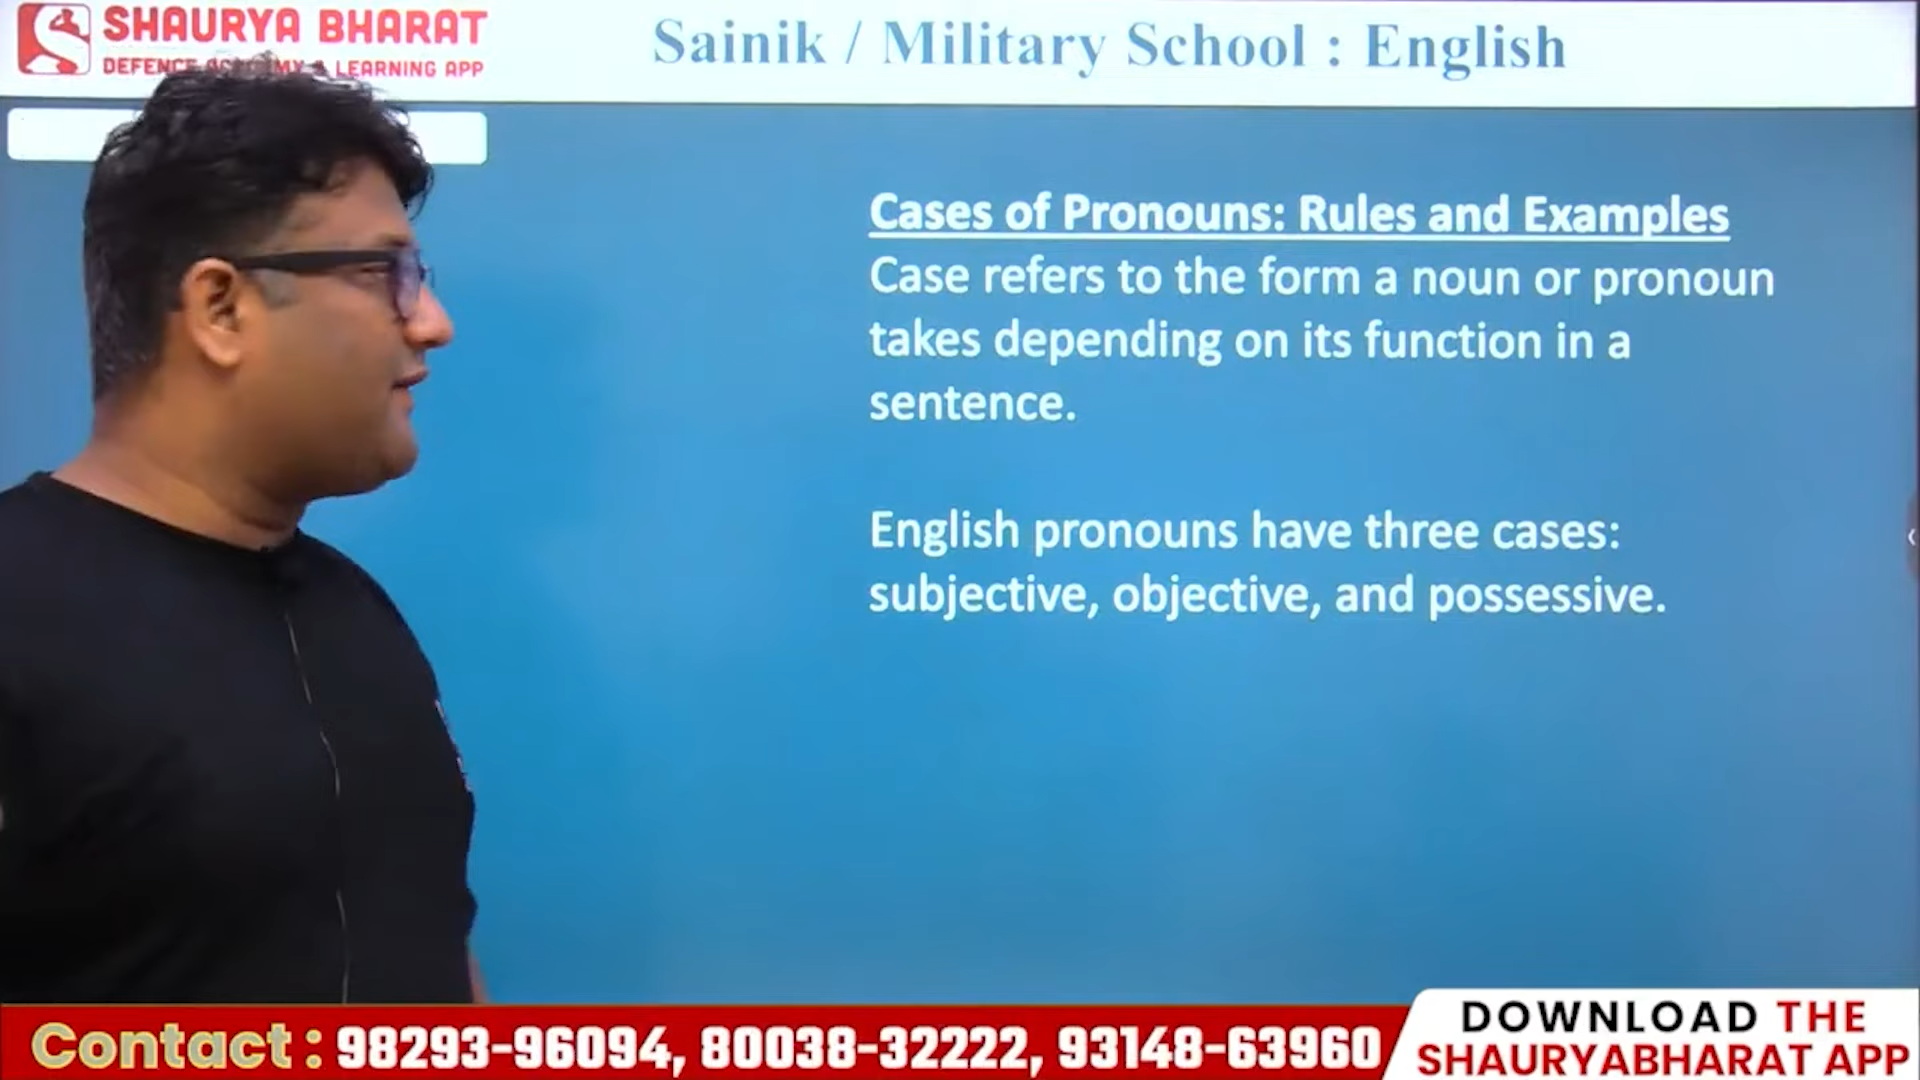 SHAURYA BHARAT
DEFENCE ACADEMY & LEARNING APP
Sainik / Military School : English
Cases of Pronouns: Rules and Examples
Case refers to the form a noun or pronoun
takes depending on its function in a
sentence.
English pronouns have three cases:
subjective, objective, and possessive.
Contact : 98293-96094, 80038-32222, 93148-63960
DOWNLOAD THE
SHAURYABHARAT APP